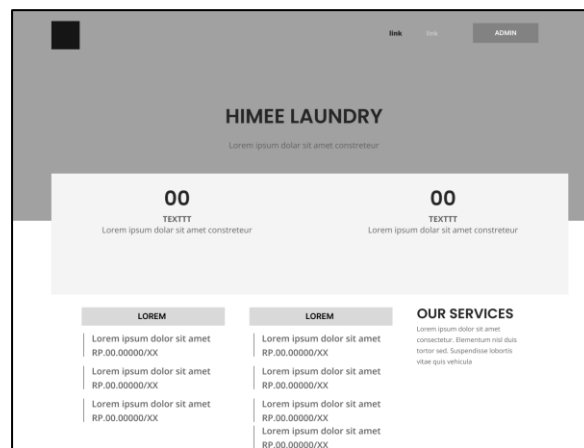 link
link
ADMIN
HIMEE LAUNDRY
Lorem ipsum dolar sit amet constreteur
00
TEXTTT
Lorem ipsum dolar sit amet constreteur
00
TEXTTT
Lorem ipsum dolar sit amet constreteur
LOREM
Lorem ipsum dolor sit amet
RP.00.00000/XX
Lorem ipsum dolor sit amet
RP.00.00000/XX
Lorem ipsum dolor sit amet
RP.00.00000/XX
LOREM
Lorem ipsum dolor sit amet
RP.00.00000/XX
Lorem ipsum dolor sit amet
RP.00.00000/XX
Lorem ipsum dolor sit amet
RP.00.00000/XX
Lorem ipsum dolor sit amet
RP.00.00000/XX
OUR SERVICES
Lorem ipsum dolor sit amet
consectetur. Elementum nisl duis
tortor sed. Suspendisse lobortis
vitae quis vehicula